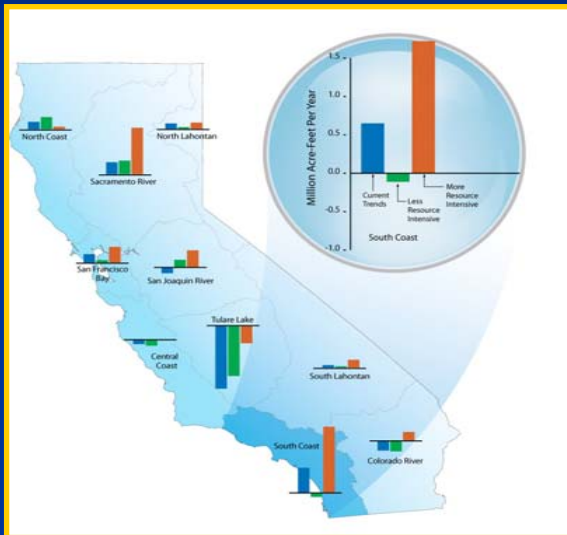 1.5
1.0
0.5
0.0
-0.5
-1.0
Million Acre-Feet Per Year
Current
Trends
Less
Resource
Intensive
More
Resource
Intensive
South Coast
North Coast
North Lahontan
Sacramento River
San Francisco
Bay
San Joaquin River
Tulare Lake
Central
Coast
South Lahontan
South Coast
Colorado River